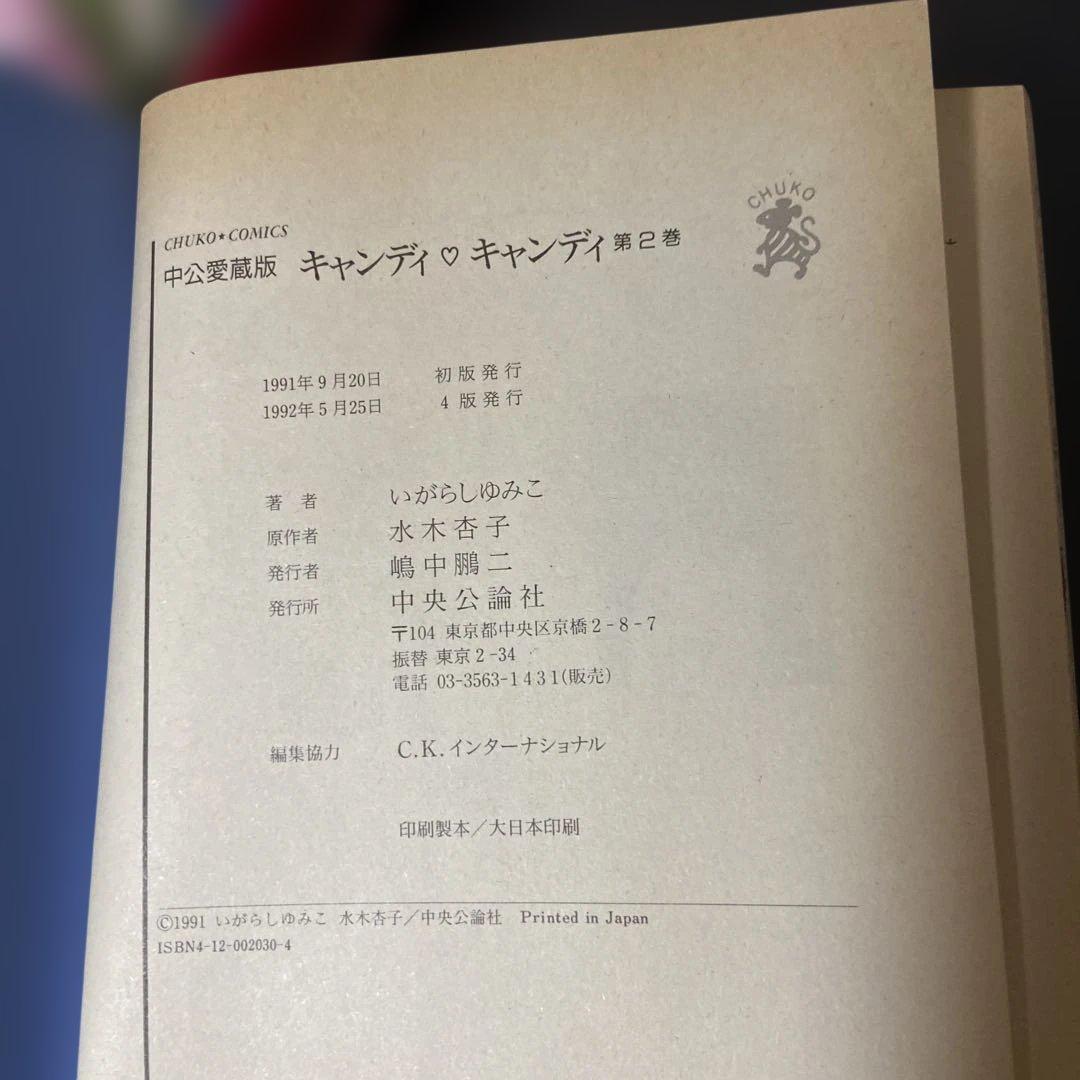 CHUKO
CHUKO★COMICS
中公愛蔵版 キャンディ♡キャンディ 第2巻
1991年9月20日 初版発行
1992年5月25日 4版発行
著者 いがらしゆみこ
原作者 水木杏子
発行者 嶋中鵬二
発行所 中央公論社
〒104 東京都中央区京橋2-8-7
振替 東京2-34
電話 03-3563-1431(販売)
編集協力 C.K.インターナショナル
印刷製本/大日本印刷
©1991 いがらしゆみこ 水木杏子/中央公論社 Printed in Japan
ISBN4-12-002030-4